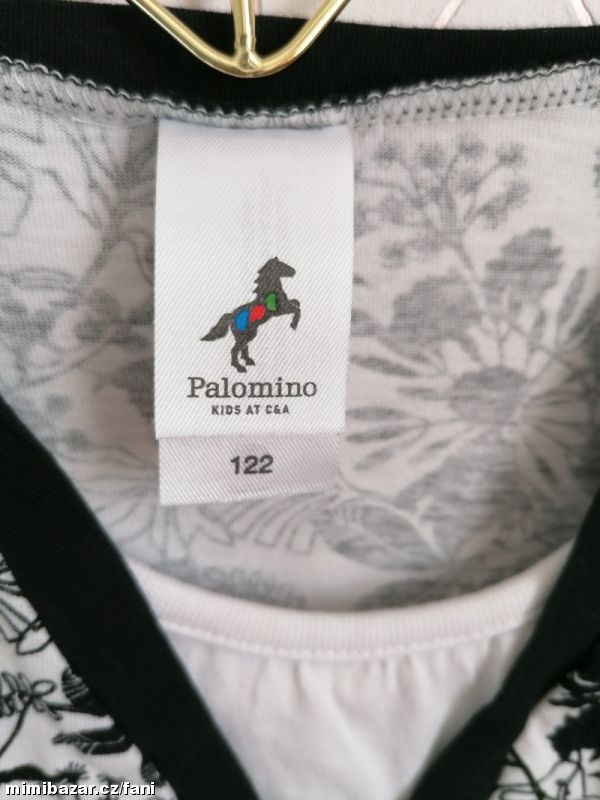 Palomino
KIDS AT C&A
122
mimibazar.cz/fani